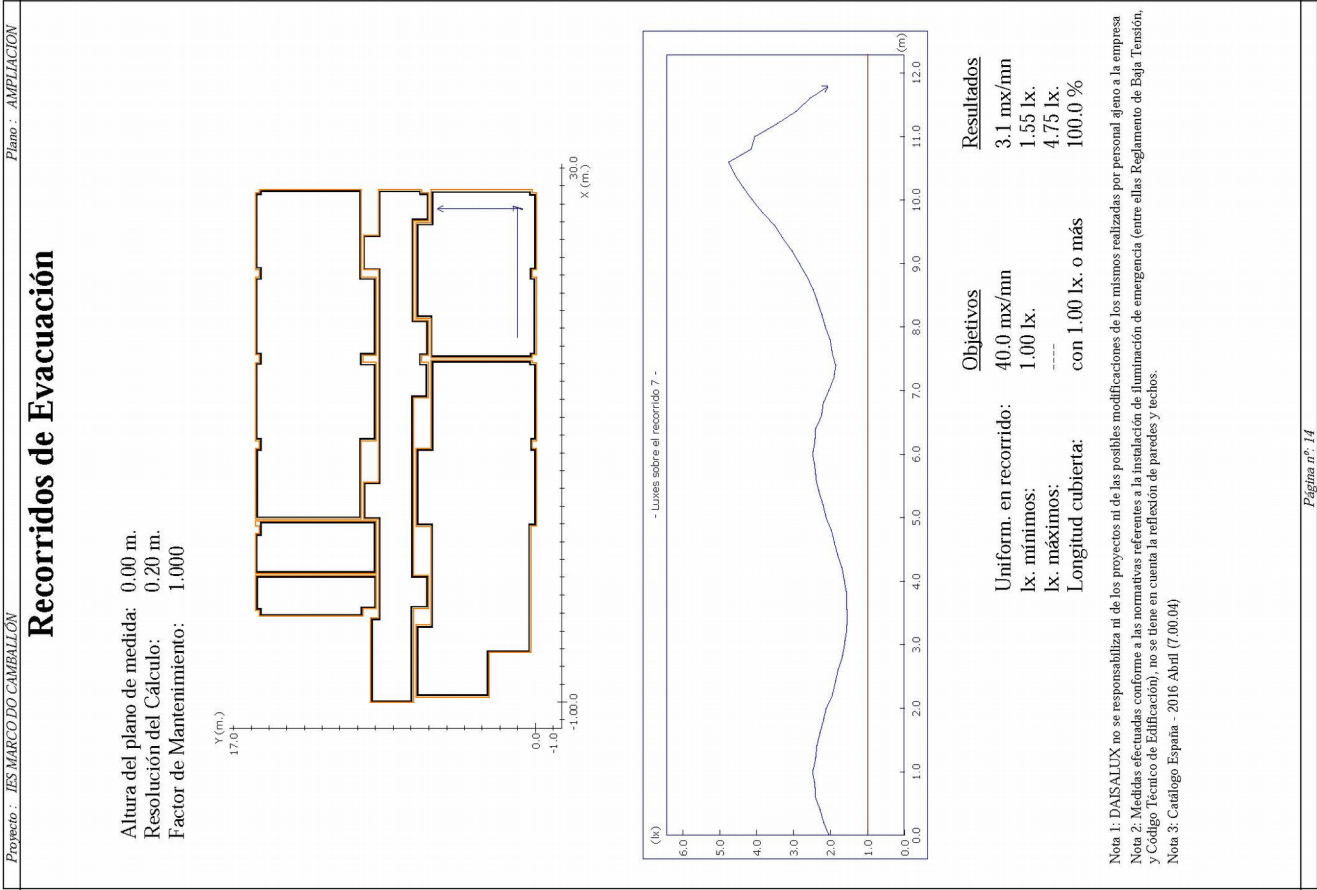 Proyecto : IES MARCO DO CAMBALLÓN
Plano : AMPLIACION
Recorridos de Evacuación
Altura del plano de medida: 0.00 m.
Resolución del Cálculo: 0.20 m.
Factor de Mantenimiento: 1.000
Y (m.)
17.0
0.0
-1.0
-1.00.0
30.0
X (m.)
- Luxes sobre el recorrido 7 -
(lx)
6.0
5.0
4.0
3.0
2.0
1.0
0.0
0.0 1.0 2.0 3.0 4.0 5.0 6.0 7.0 8.0 9.0 10.0 11.0 12.0
(m)
Objetivos Resultados
Uniform. en recorrido: 40.0 mx/mn 3.1 mx/mn
lx. mínimos: 1.00 lx. 1.55 lx.
lx. máximos: ---- 4.75 lx.
Longitud cubierta: con 1.00 lx. o más 100.0 %
Nota 1: DAISALUX no se responsabiliza ni de los proyectos ni de las posibles modificaciones de los mismos realizadas por personal ajeno a la empresa
Nota 2: Medidas efectuadas conforme a las normativas referentes a la instalación de iluminación de emergencia (entre ellas Reglamento de Baja Tensión,
y Código Técnico de Edificación), no se tiene en cuenta la reflexión de paredes y techos.
Nota 3: Catálogo España - 2016 Abril (7.00.04)
Página nº: 14